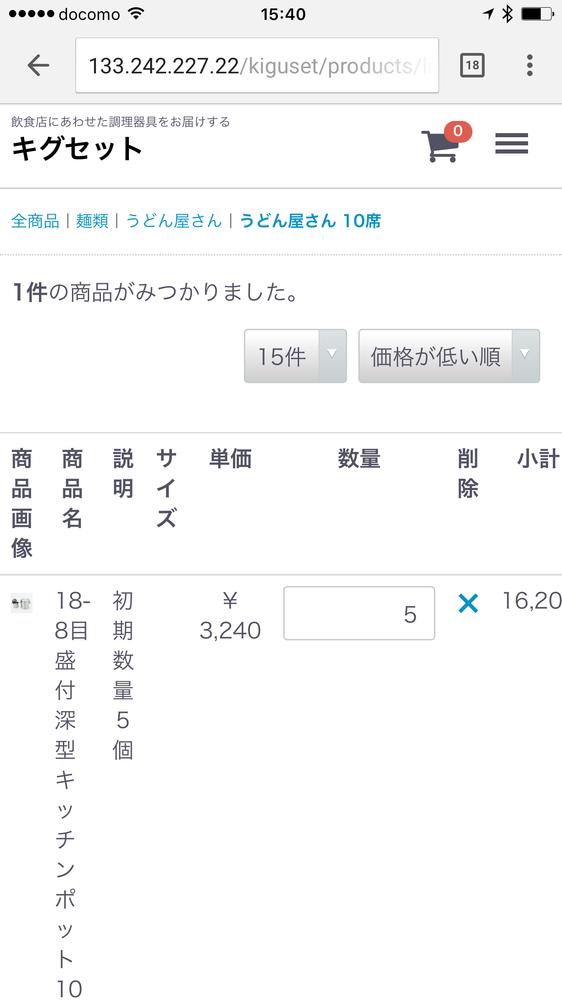 docomo 15:40
133.242.227.22/kiguset/products/
18
飲食店にあわせた調理器具をお届けする
キグセット
0
全商品 | 麺類 | うどん屋さん | うどん屋さん 10席
1件の商品がみつかりました。
15件 価格が低い順
商品画像 商品名 説明 サイズ 単価 数量 削除 小計
18-8目盛付深型キッチンポット10 初期数量5個 ¥ 3,240 5 16,20